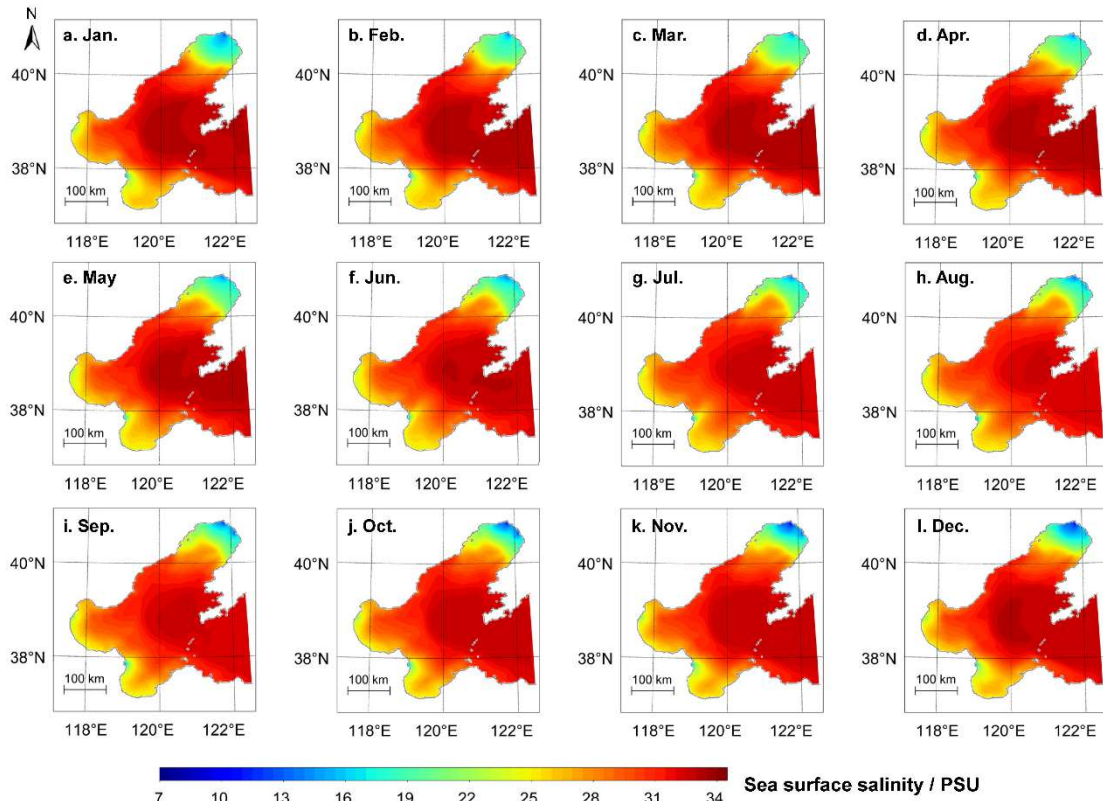 N
a. Jan.
b. Feb.
c. Mar.
d. Apr.
40°N
40°N
40°N
40°N
38°N
38°N
38°N
38°N
100 km
100 km
100 km
100 km
118°E 120°E 122°E
118°E 120°E 122°E
118°E 120°E 122°E
118°E 120°E 122°E
e. May
f. Jun.
g. Jul.
h. Aug.
40°N
40°N
40°N
40°N
38°N
38°N
38°N
38°N
100 km
100 km
100 km
100 km
118°E 120°E 122°E
118°E 120°E 122°E
118°E 120°E 122°E
118°E 120°E 122°E
i. Sep.
j. Oct.
k. Nov.
l. Dec.
40°N
40°N
40°N
40°N
38°N
38°N
38°N
38°N
100 km
100 km
100 km
100 km
118°E 120°E 122°E
118°E 120°E 122°E
118°E 120°E 122°E
118°E 120°E 122°E
Sea surface salinity / PSU
7 10 13 16 19 22 25 28 31 34